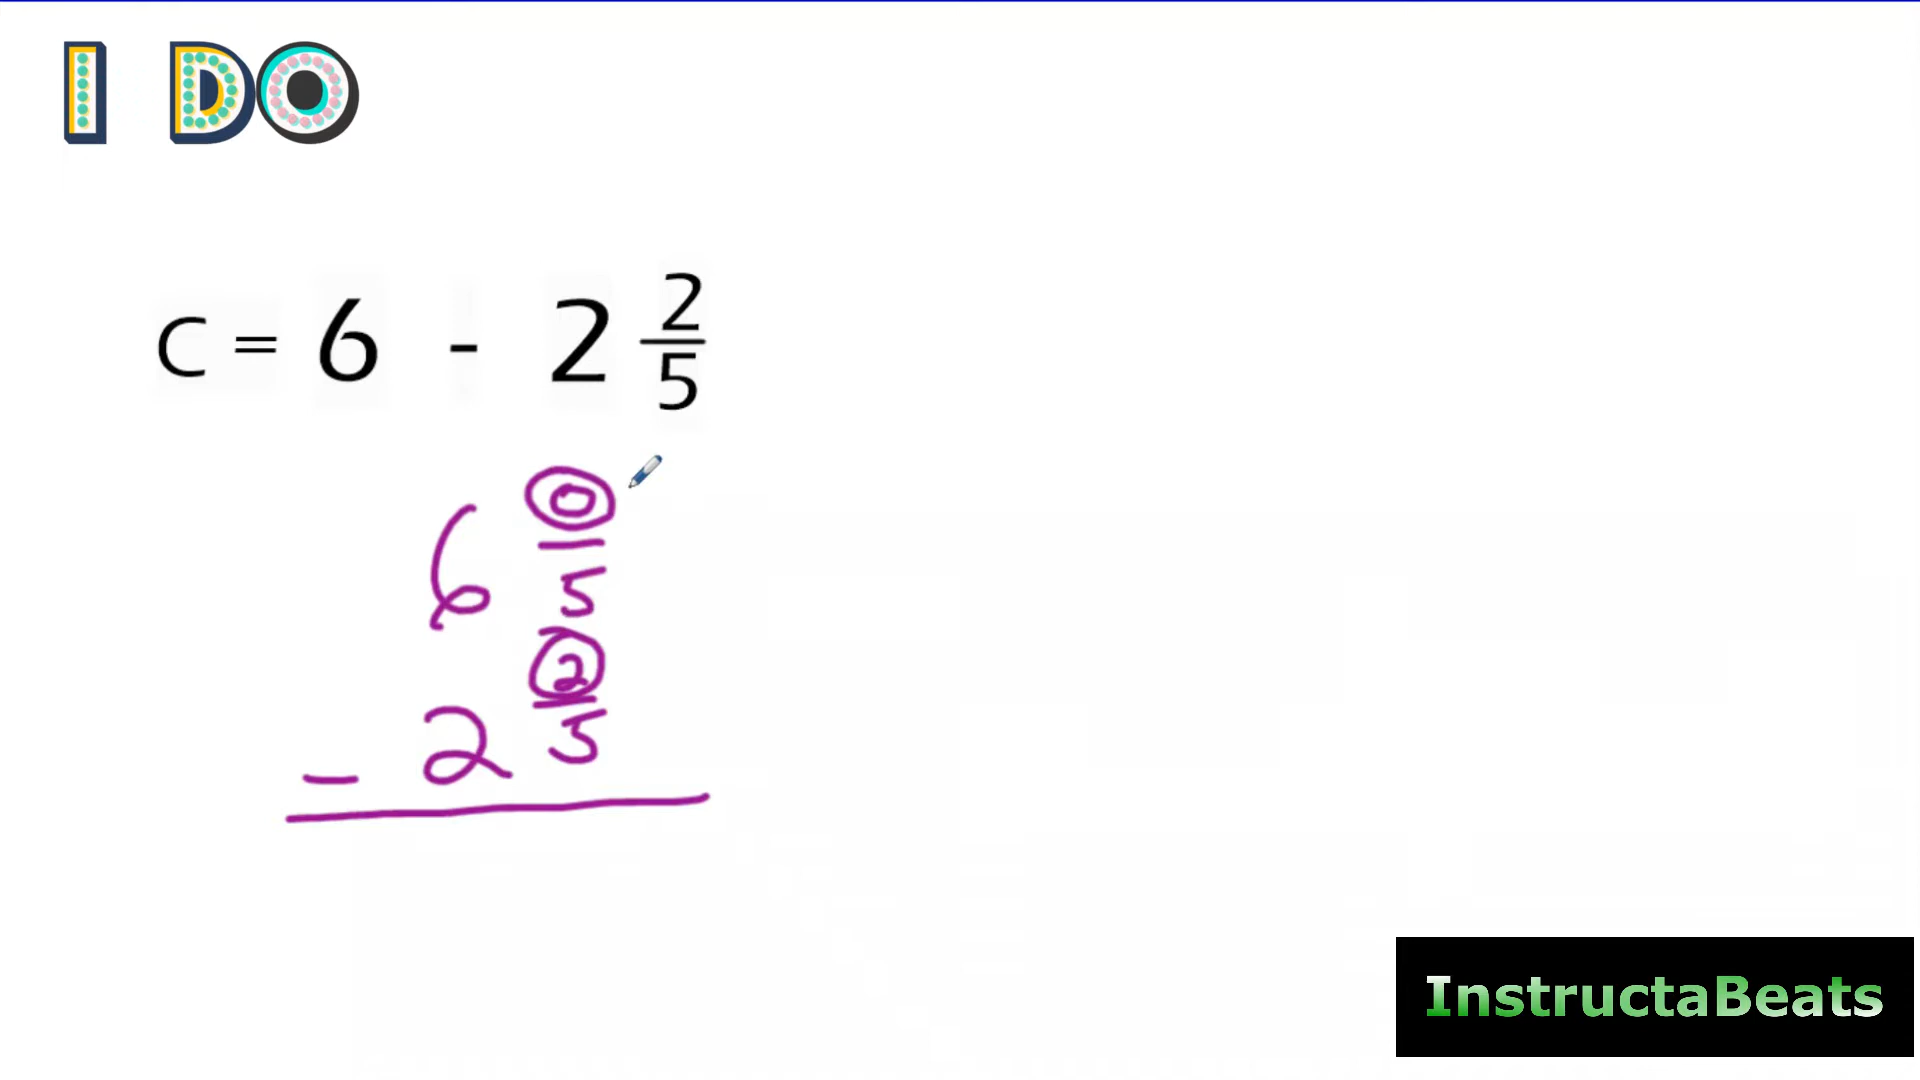 I DO
C = 6 - 2 2/5
6 0/5
- 2 2/5
InstructaBeats